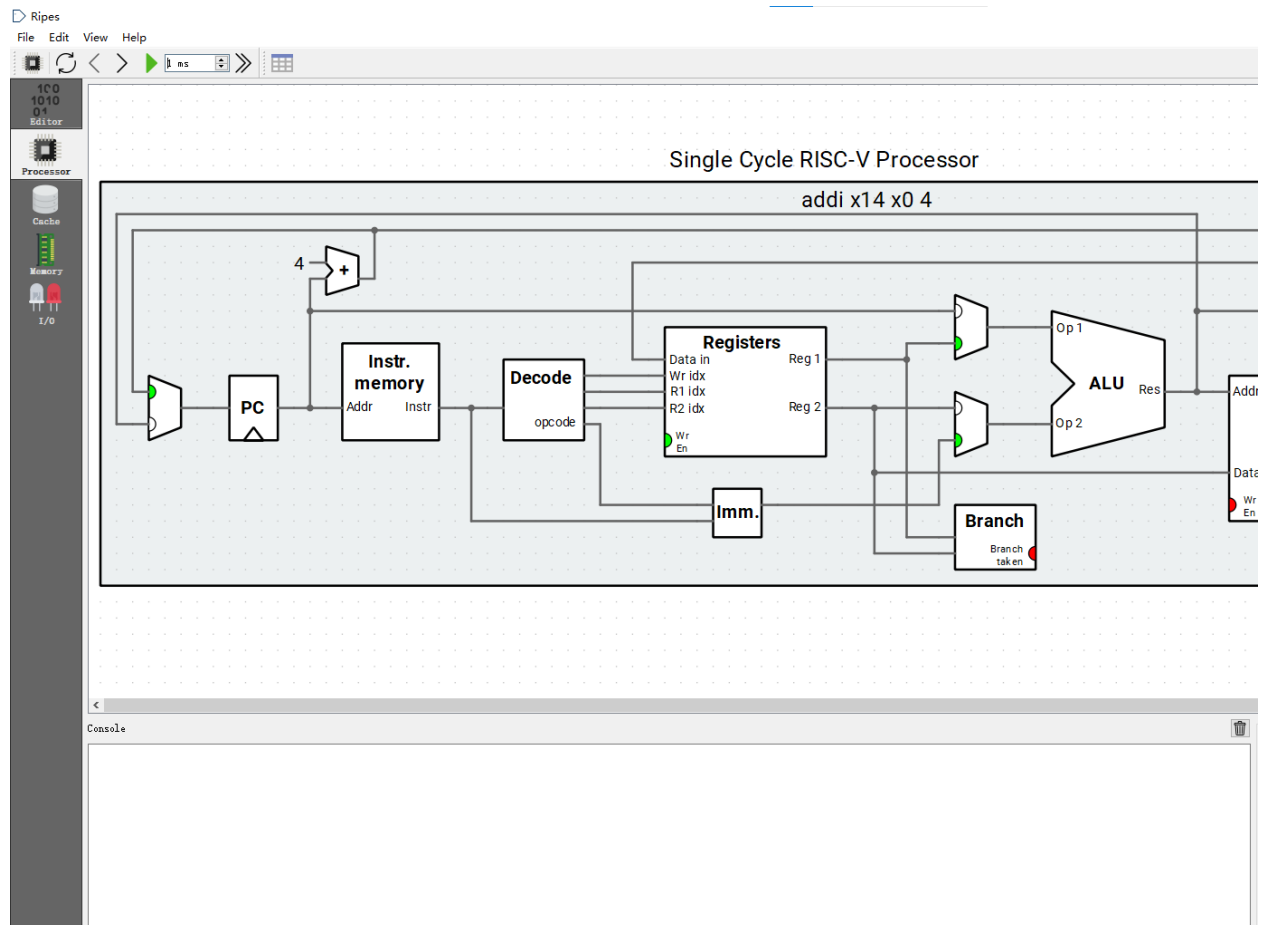 Ripes
File Edit View Help
1 ms
Editor
Processor
Cache
Memory
I/O
Single Cycle RISC-V Processor
addi x14 x0 4
4
+
PC
Instr. memory
Addr
Instr
Decode
opcode
Registers
Data in
Wr idx
R1 idx
R2 idx
Wr
En
Reg 1
Reg 2
Imm.
Branch
Branch
taken
Op 1
Op 2
ALU
Res
Addr
Data
Wr
En
Console